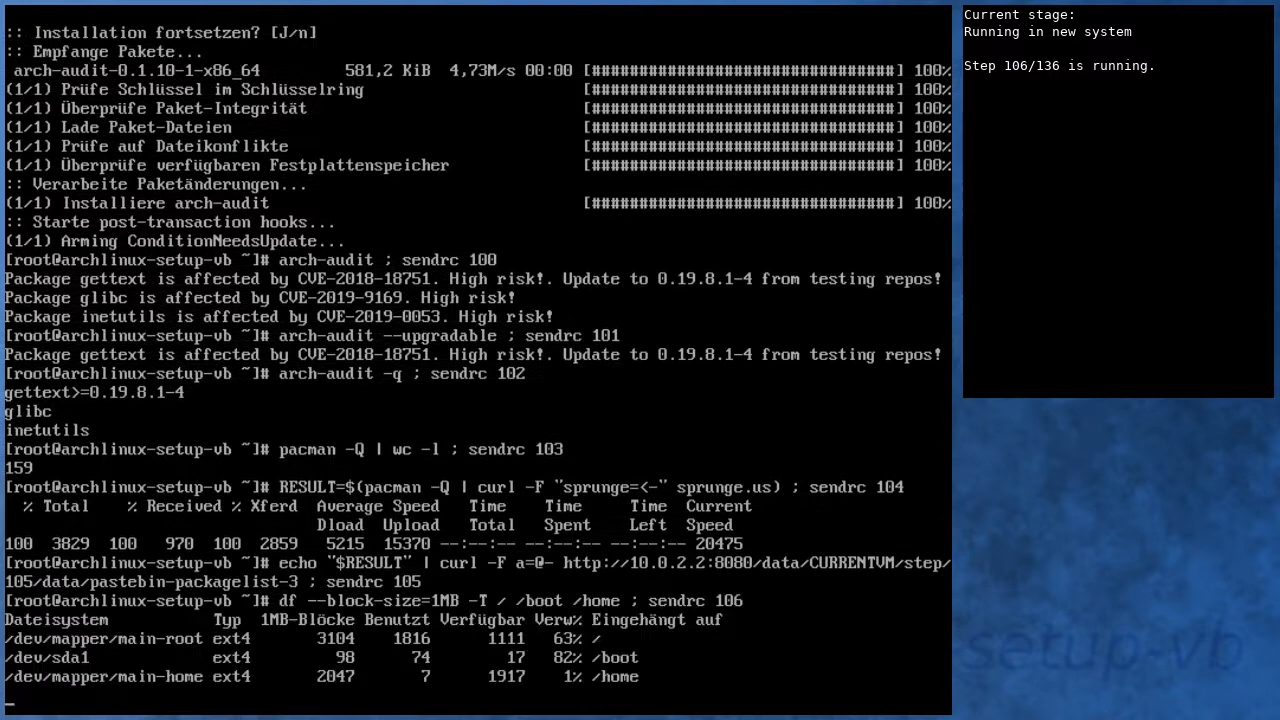 :: Installation fortsetzen? [J/n]
:: Empfange Pakete...
 arch-audit-0.1.10-1-x86_64         581,2 KiB  4,73M/s 00:00 [################################] 100%
(1/1) Prüfe Schlüssel im Schlüsselring                       [################################] 100%
(1/1) Überprüfe Paket-Integrität                             [################################] 100%
(1/1) Lade Paket-Dateien                                     [################################] 100%
(1/1) Prüfe auf Dateikonflikte                               [################################] 100%
(1/1) Überprüfe verfügbaren Festplattenspeicher              [################################] 100%
:: Verarbeite Paketänderungen...
(1/1) Installiere arch-audit                                 [################################] 100%
:: Starte post-transaction hooks...
(1/1) Arming ConditionNeedsUpdate...
[root@archlinux-setup-vb ~]# arch-audit ; sendrc 100
Package gettext is affected by CVE-2018-18751. High risk!. Update to 0.19.8.1-4 from testing repos!
Package glibc is affected by CVE-2019-9169. High risk!
Package inetutils is affected by CVE-2019-0053. High risk!
[root@archlinux-setup-vb ~]# arch-audit --upgradable ; sendrc 101
Package gettext is affected by CVE-2018-18751. High risk!. Update to 0.19.8.1-4 from testing repos!
[root@archlinux-setup-vb ~]# arch-audit -q ; sendrc 102
gettext>=0.19.8.1-4
glibc
inetutils
[root@archlinux-setup-vb ~]# pacman -Q | wc -l ; sendrc 103
159
[root@archlinux-setup-vb ~]# RESULT=$(pacman -Q | curl -F "sprunge=<-" sprunge.us) ; sendrc 104
  % Total    % Received % Xferd  Average Speed   Time    Time     Time  Current
                                 Dload  Upload   Total   Spent    Left  Speed
100  3829  100   970  100  2859   5215  15370 --:--:-- --:--:-- --:--:-- 20475
[root@archlinux-setup-vb ~]# echo "$RESULT" | curl -F a=@- http://10.0.2.2:8080/data/CURRENTVM/step/
105/data/pastebin-packagelist-3 ; sendrc 105
[root@archlinux-setup-vb ~]# df --block-size=1MB -T / /boot /home ; sendrc 106
Dateisystem           Typ  1MB-Blöcke Benutzt Verfügbar Verw% Eingehängt auf
/dev/mapper/main-root ext4       3104    1816      1111   63% /
/dev/sda1             ext4         98      74        17   82% /boot
/dev/mapper/main-home ext4       2047       7      1917    1% /home
_
Current stage:
Running in new system
Step 106/136 is running.
setup-vb